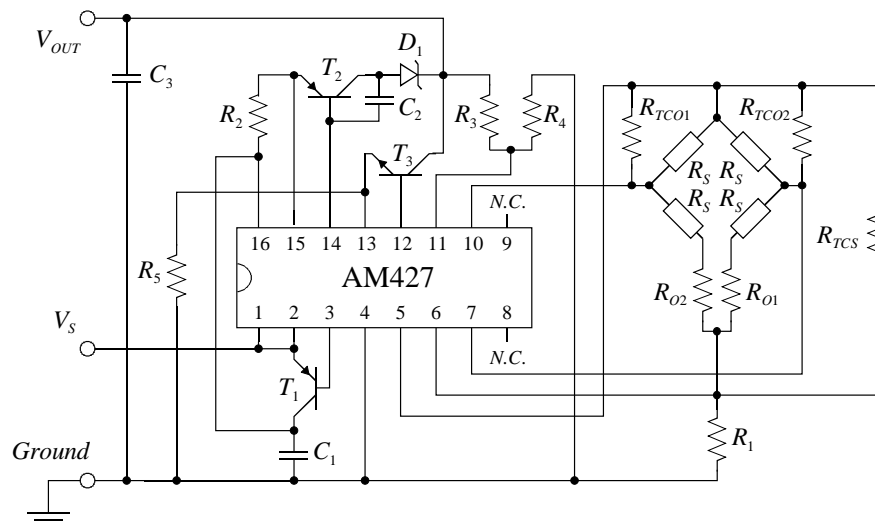 V_OUT
D₁
C₃
T₂
R₂
C₂
R₃
R₄
R_TCO1
R_TCO2
T₃
R_S R_S
R_S R_S
N.C.
16 15 14 13 12 11 10 9
AM427
R₅
R_TCS
R_O2
R_O1
1 2 3 4 5 6 7 8
V_S
N.C.
T₁
R₁
Ground
C₁